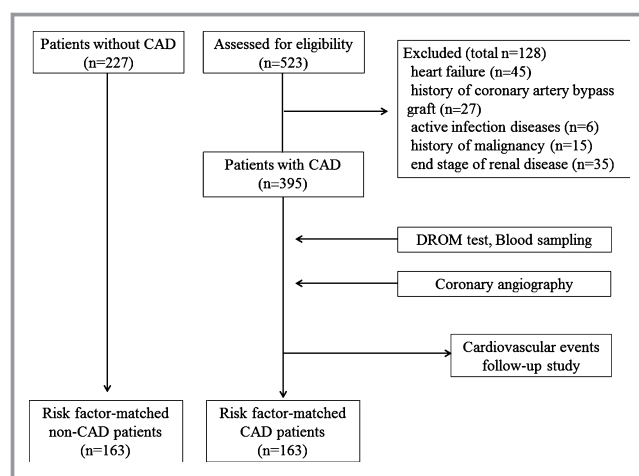 Patients without CAD
(n=227)
Assessed for eligibility
(n=523)
Excluded (total n=128)
heart failure (n=45)
history of coronary artery bypass
graft (n=27)
active infection diseases (n=6)
history of malignancy (n=15)
end stage of renal disease (n=35)
Patients with CAD
(n=395)
DROM test, Blood sampling
Coronary angiography
Cardiovascular events
follow-up study
Risk factor-matched
non-CAD patients
(n=163)
Risk factor-matched
CAD patients
(n=163)